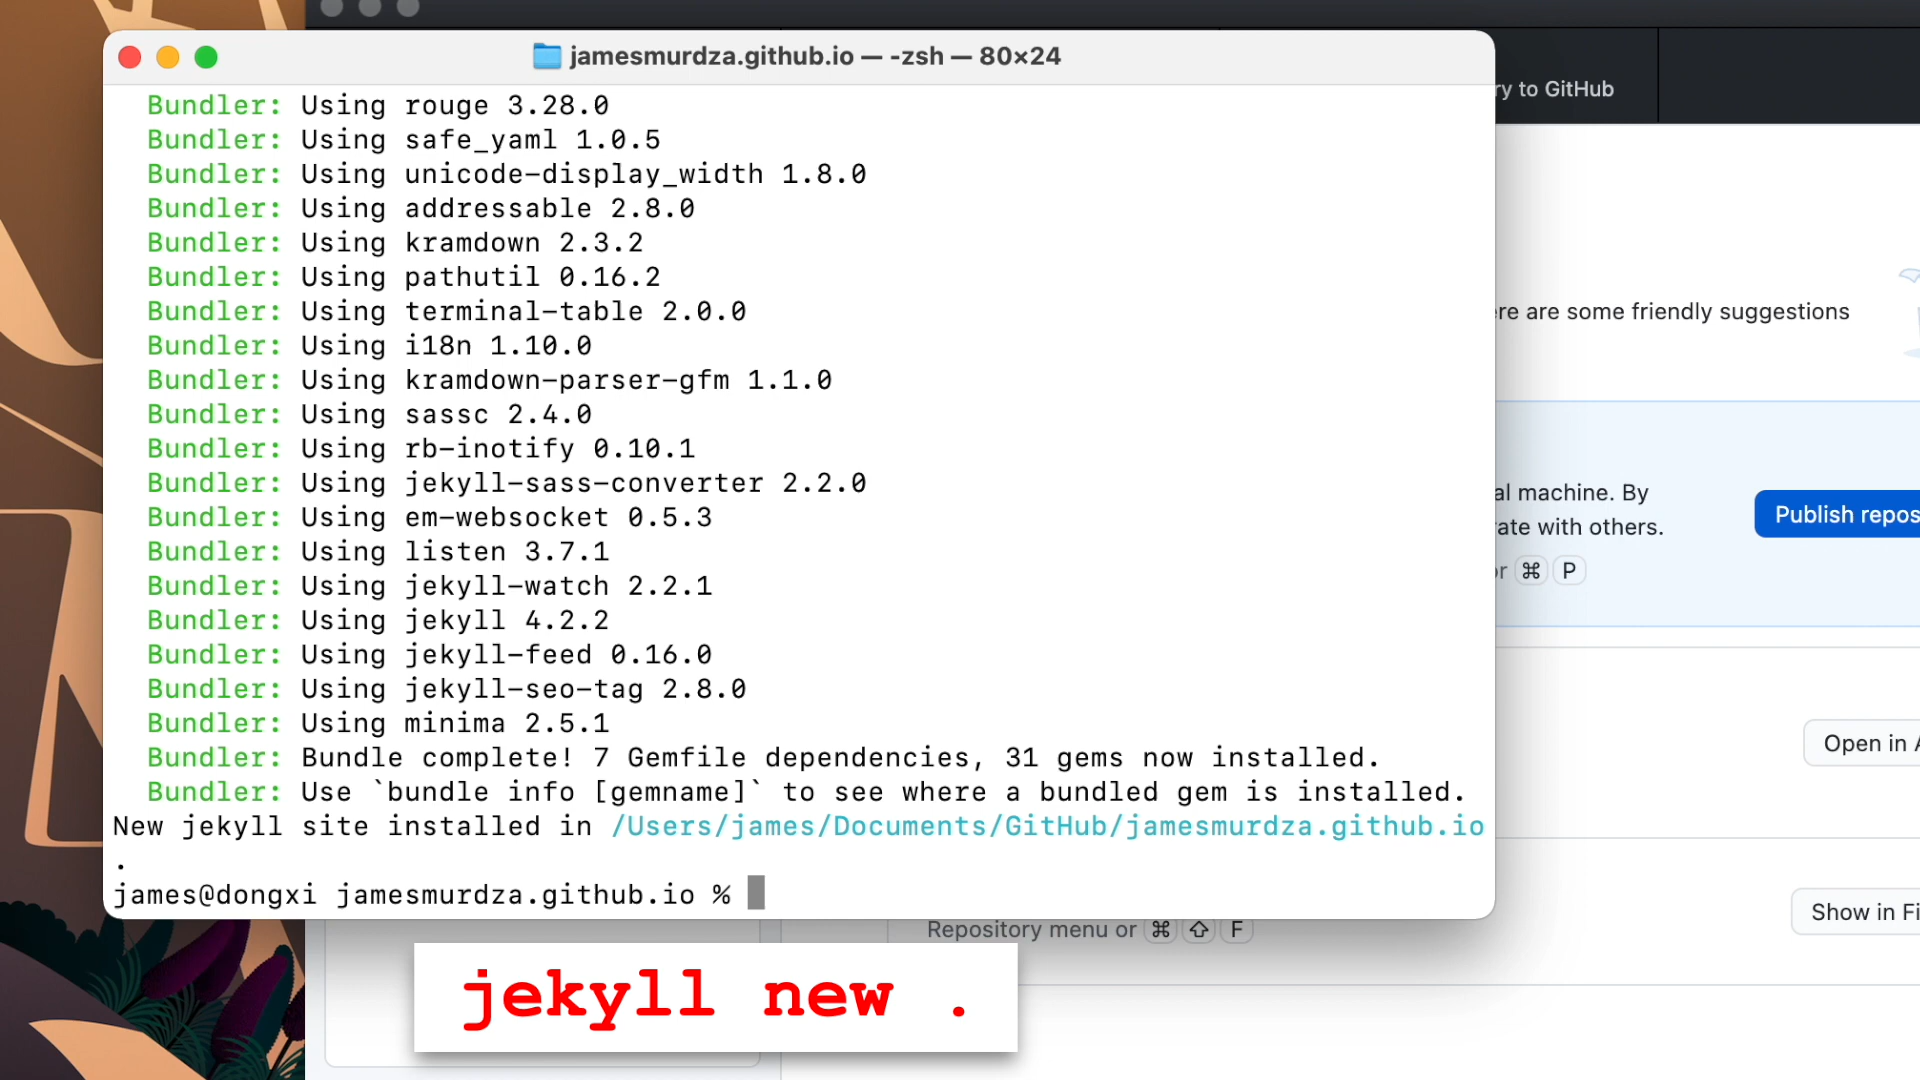 jamesmurdza.github.io — -zsh — 80×24
Bundler: Using rouge 3.28.0
Bundler: Using safe_yaml 1.0.5
Bundler: Using unicode-display_width 1.8.0
Bundler: Using addressable 2.8.0
Bundler: Using kramdown 2.3.2
Bundler: Using pathutil 0.16.2
Bundler: Using terminal-table 2.0.0
Bundler: Using i18n 1.10.0
Bundler: Using kramdown-parser-gfm 1.1.0
Bundler: Using sassc 2.4.0
Bundler: Using rb-inotify 0.10.1
Bundler: Using jekyll-sass-converter 2.2.0
Bundler: Using em-websocket 0.5.3
Bundler: Using listen 3.7.1
Bundler: Using jekyll-watch 2.2.1
Bundler: Using jekyll 4.2.2
Bundler: Using jekyll-feed 0.16.0
Bundler: Using jekyll-seo-tag 2.8.0
Bundler: Using minima 2.5.1
Bundler: Bundle complete! 7 Gemfile dependencies, 31 gems now installed.
Bundler: Use `bundle info [gemname]` to see where a bundled gem is installed.
New jekyll site installed in /Users/james/Documents/GitHub/jamesmurdza.github.io
.
james@dongxi jamesmurdza.github.io %
to GitHub
are some friendly suggestions
machine. By
with others.
Publish
⌘ P
Open in
Show in
Repository menu or ⌘ ⇧ F
jekyll new .